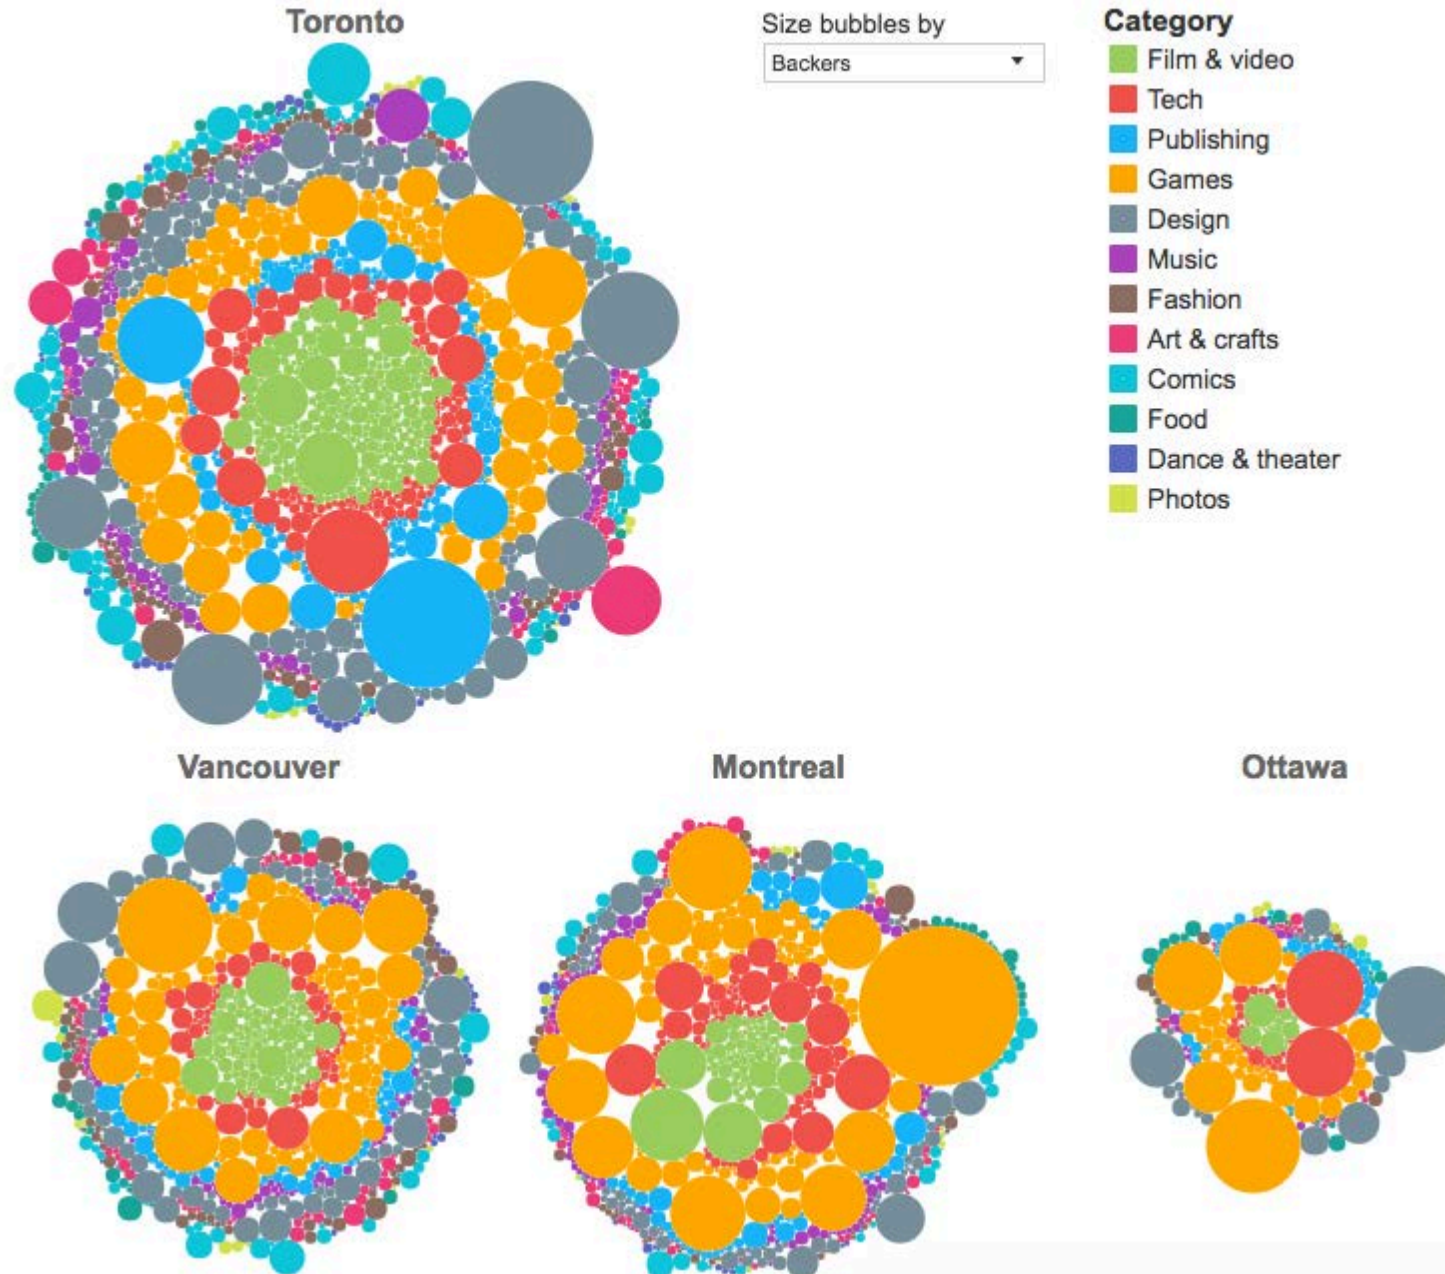 Toronto
Size bubbles by
Backers
Category
Film & video
Tech
Publishing
Games
Design
Music
Fashion
Art & crafts
Comics
Food
Dance & theater
Photos
Vancouver
Montreal
Ottawa